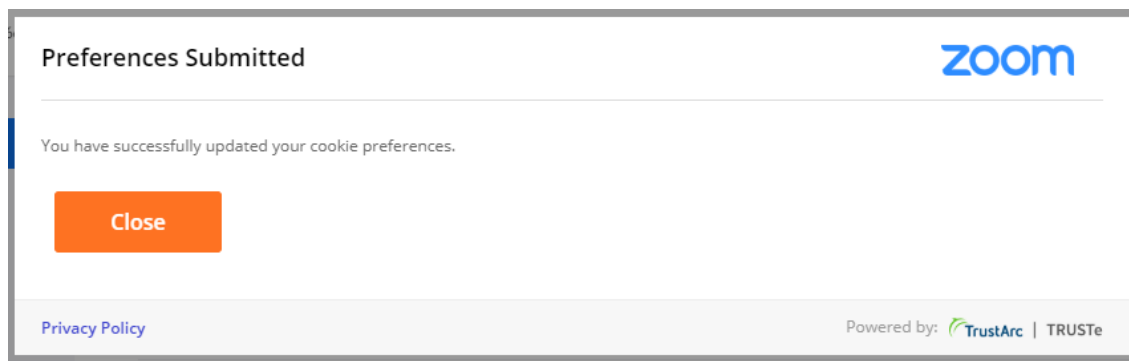 Preferences Submitted
zoom
You have successfully updated your cookie preferences.
Close
Privacy Policy
Powered by: TrustArc | TRUSTe